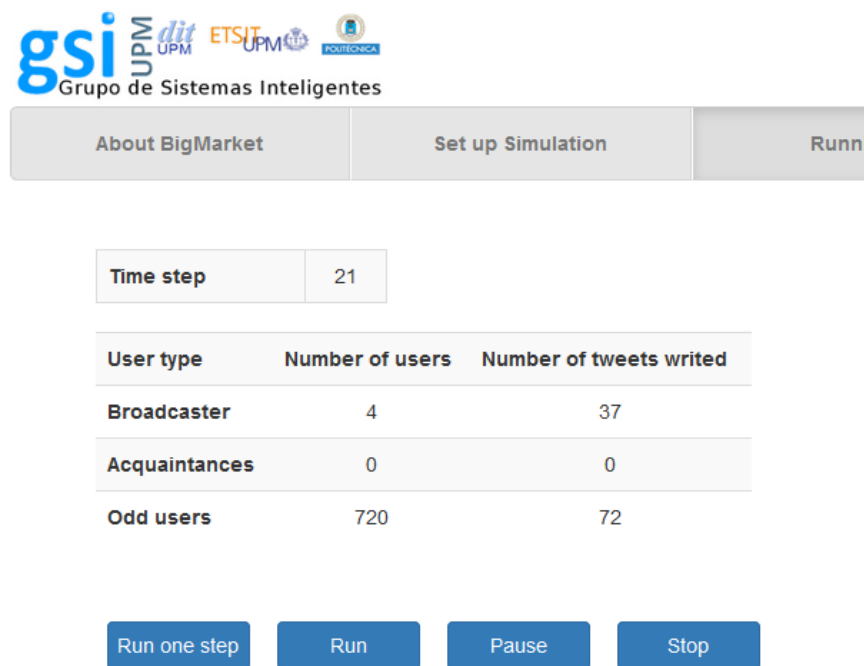 gsi UPM dit UPM ETSIT UPM POLITÉCNICA
Grupo de Sistemas Inteligentes
About BigMarket Set up Simulation Runn
Time step 21
User type Number of users Number of tweets writed
Broadcaster 4 37
Acquaintances 0 0
Odd users 720 72
Run one step Run Pause Stop